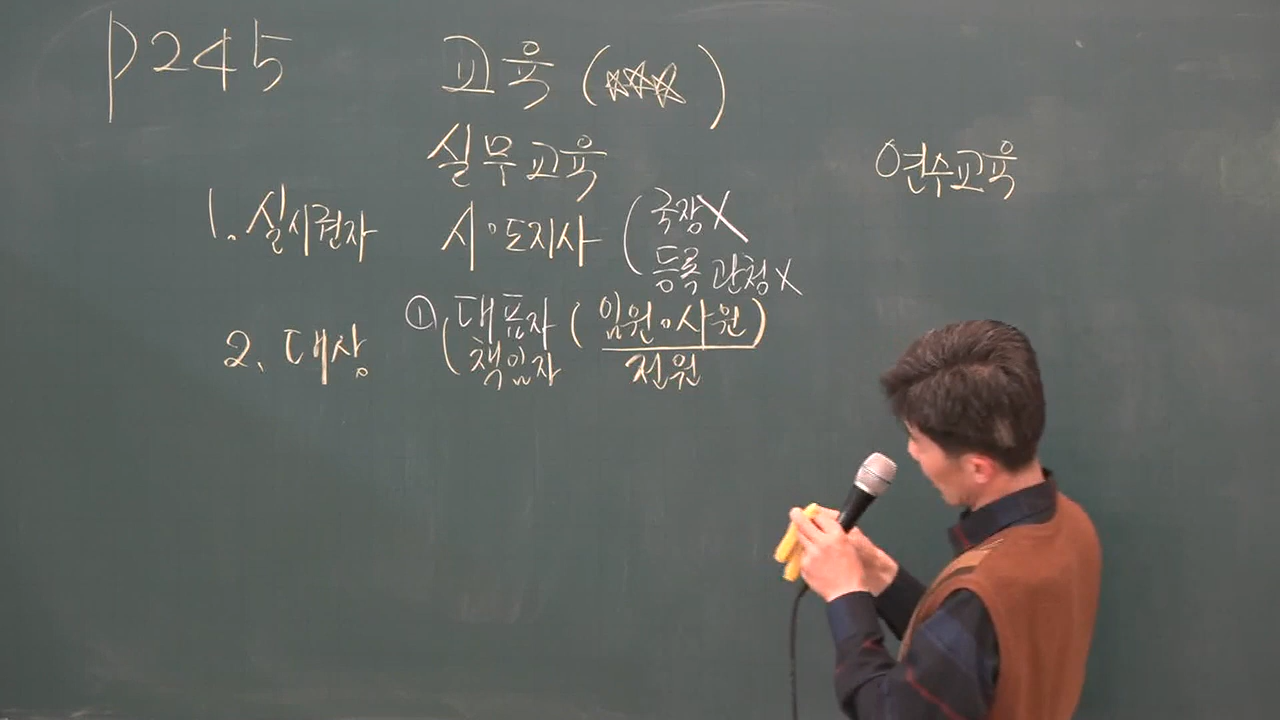 P245 교육 (☆☆☆)
실무교육 연수교육
1. 실시권자 시·도지사 (국장X
등록관청X
2. 대상 ① (대표자 (임원·사원)
책임자 전원